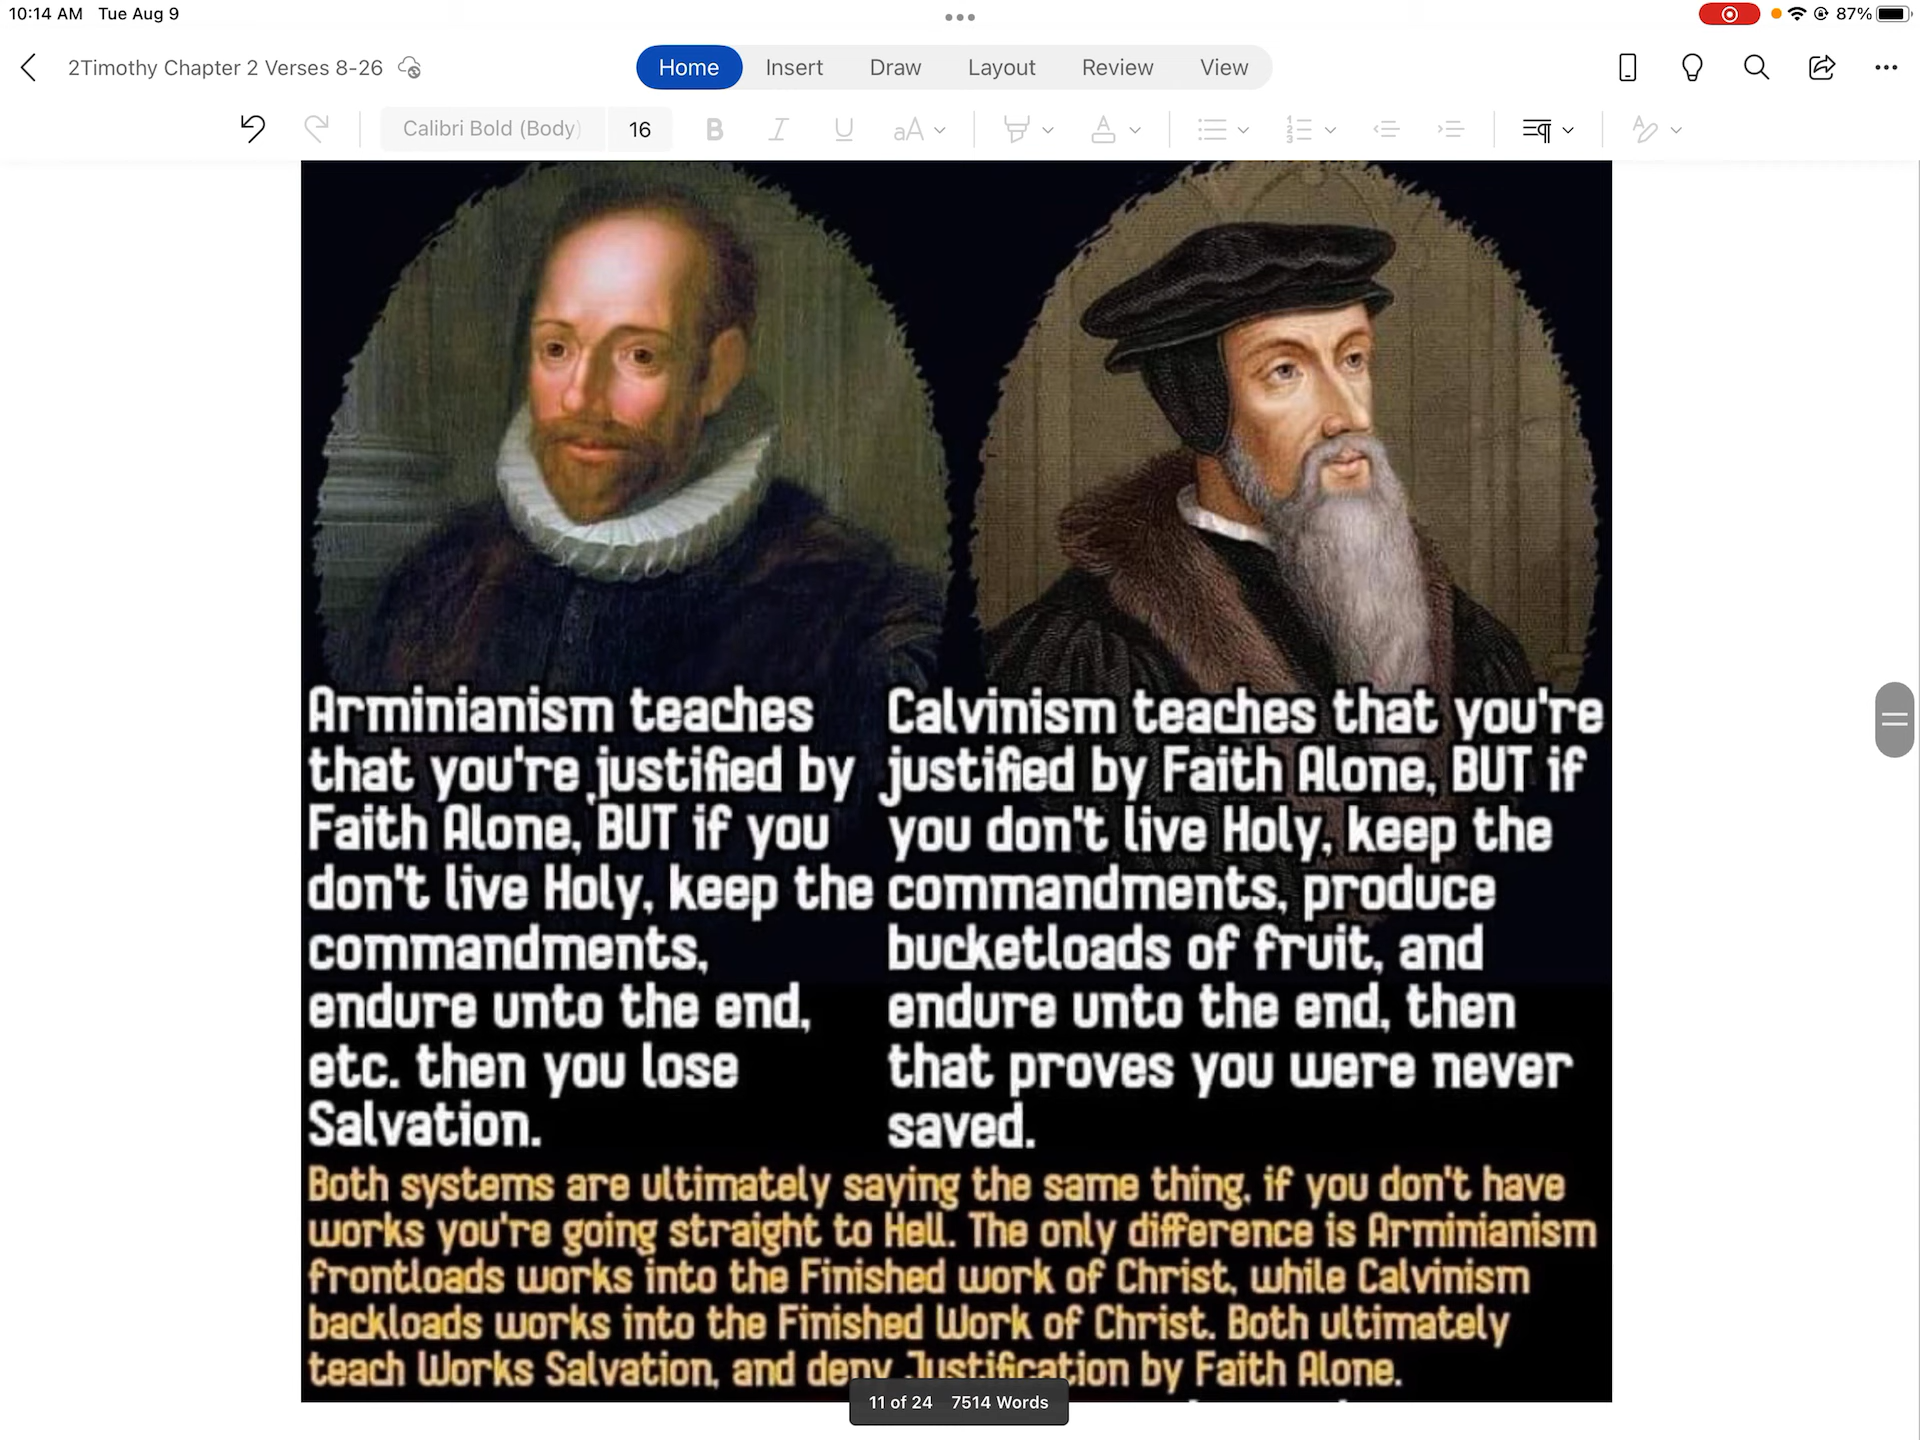 10:14 AM Tue Aug 9
87%
2Timothy Chapter 2 Verses 8-26
Home Insert Draw Layout Review View
Calibri Bold (Body) 16 B I U aA A
Arminianism teaches
that you're justified by
Faith Alone, BUT if you
don't live Holy, keep the
commandments,
endure unto the end,
etc. then you lose
Salvation.
Calvinism teaches that you're
justified by Faith Alone, BUT if
you don't live Holy, keep the
commandments, produce
bucketloads of fruit, and
endure unto the end, then
that proves you were never
saved.
Both systems are ultimately saying the same thing, if you don't have
works you're going straight to Hell. The only difference is Arminianism
frontloads works into the Finished work of Christ, while Calvinism
backloads works into the Finished Work of Christ. Both ultimately
teach Works Salvation, and deny Justification by Faith Alone.
11 of 24 7514 Words